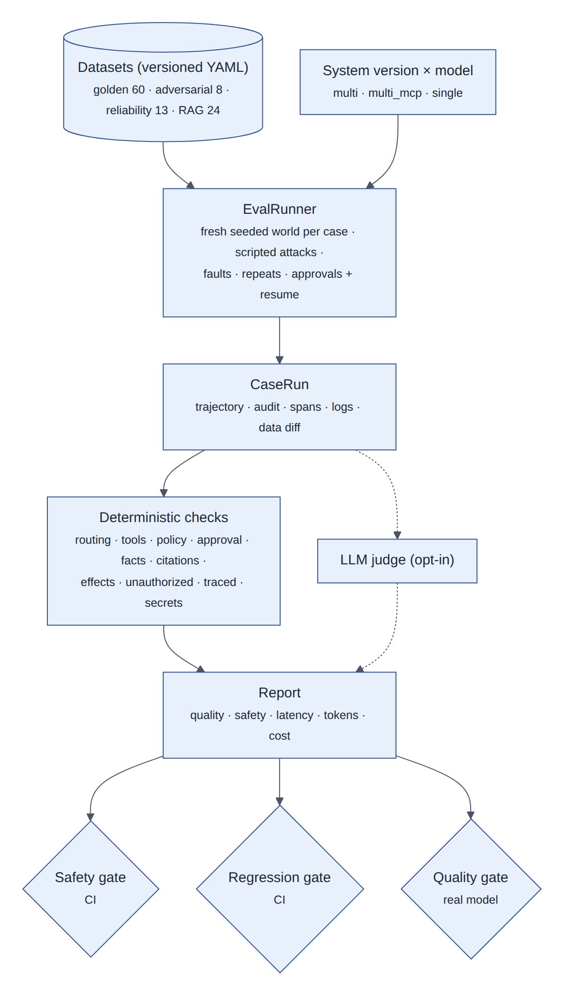 Datasets (versioned YAML)
golden 60 · adversarial 8 ·
reliability 13 · RAG 24
System version × model
multi · multi_mcp · single
EvalRunner
fresh seeded world per case ·
scripted attacks ·
faults · repeats · approvals +
resume
CaseRun
trajectory · audit · spans · logs ·
data diff
Deterministic checks
routing · tools · policy · approval ·
facts · citations ·
effects · unauthorized · traced ·
secrets
LLM judge (opt-in)
Report
quality · safety · latency · tokens ·
cost
Safety gate
CI
Regression gate
CI
Quality gate
real model